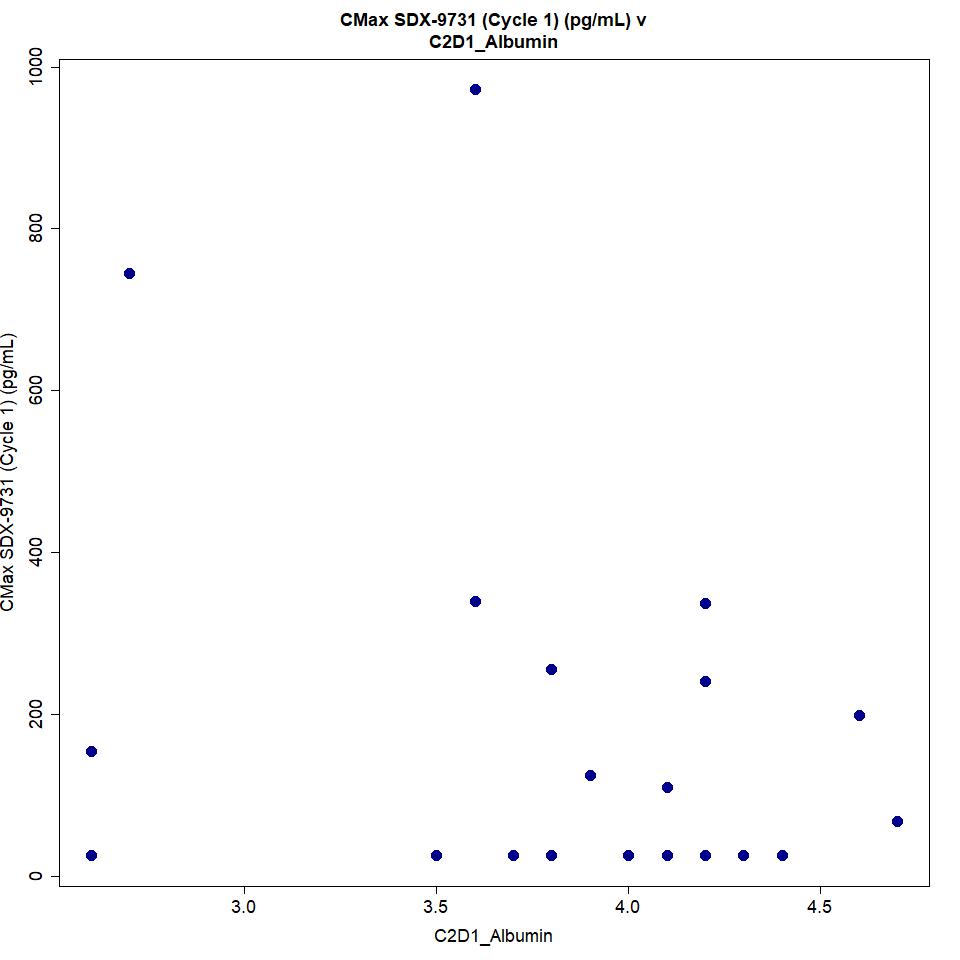 CMax SDX-9731 (Cycle 1) (pg/mL) v
C2D1_Albumin
1000
800
600
400
200
0
CMax SDX-9731 (Cycle 1) (pg/mL)
3.0 3.5 4.0 4.5
C2D1_Albumin